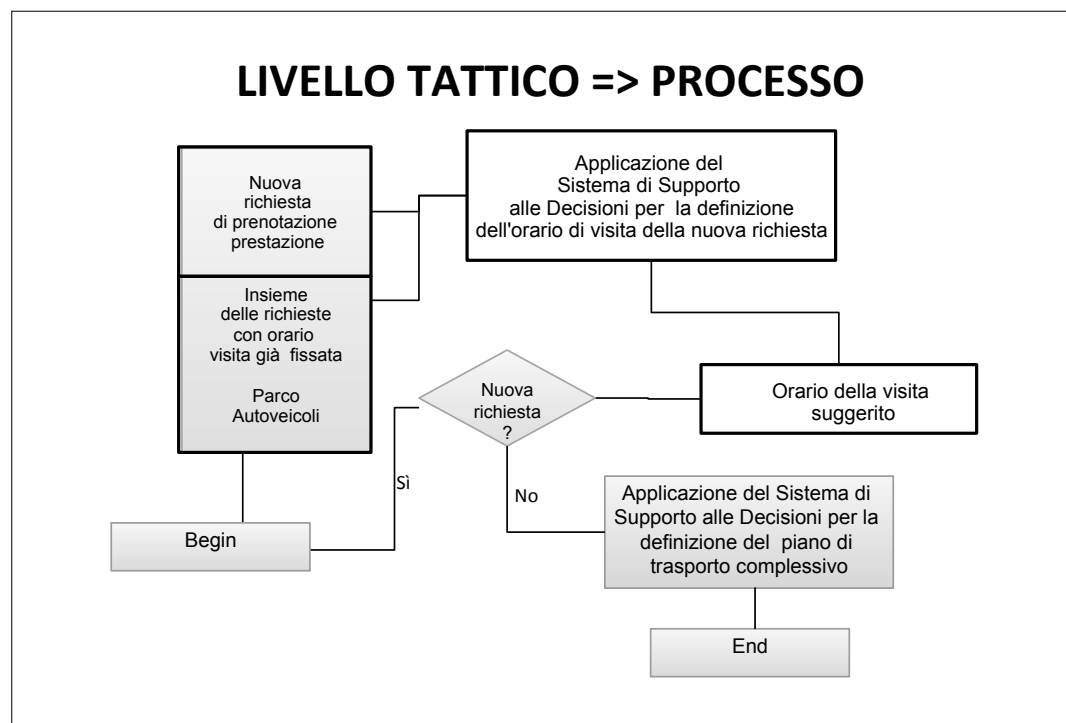 LIVELLO TATTICO => PROCESSO
Nuova
richiesta
di prenotazione
prestazione
Applicazione del
Sistema di Supporto
alle Decisioni per la definizione
dell'orario di visita della nuova richiesta
Insieme
delle richieste
con orario
visita già fissata
Parco
Autoveicoli
Nuova
richiesta
?
Orario della visita
suggerito
Sì
No
Begin
Applicazione del Sistema di
Supporto alle Decisioni per la
definizione del piano di
trasporto complessivo
End